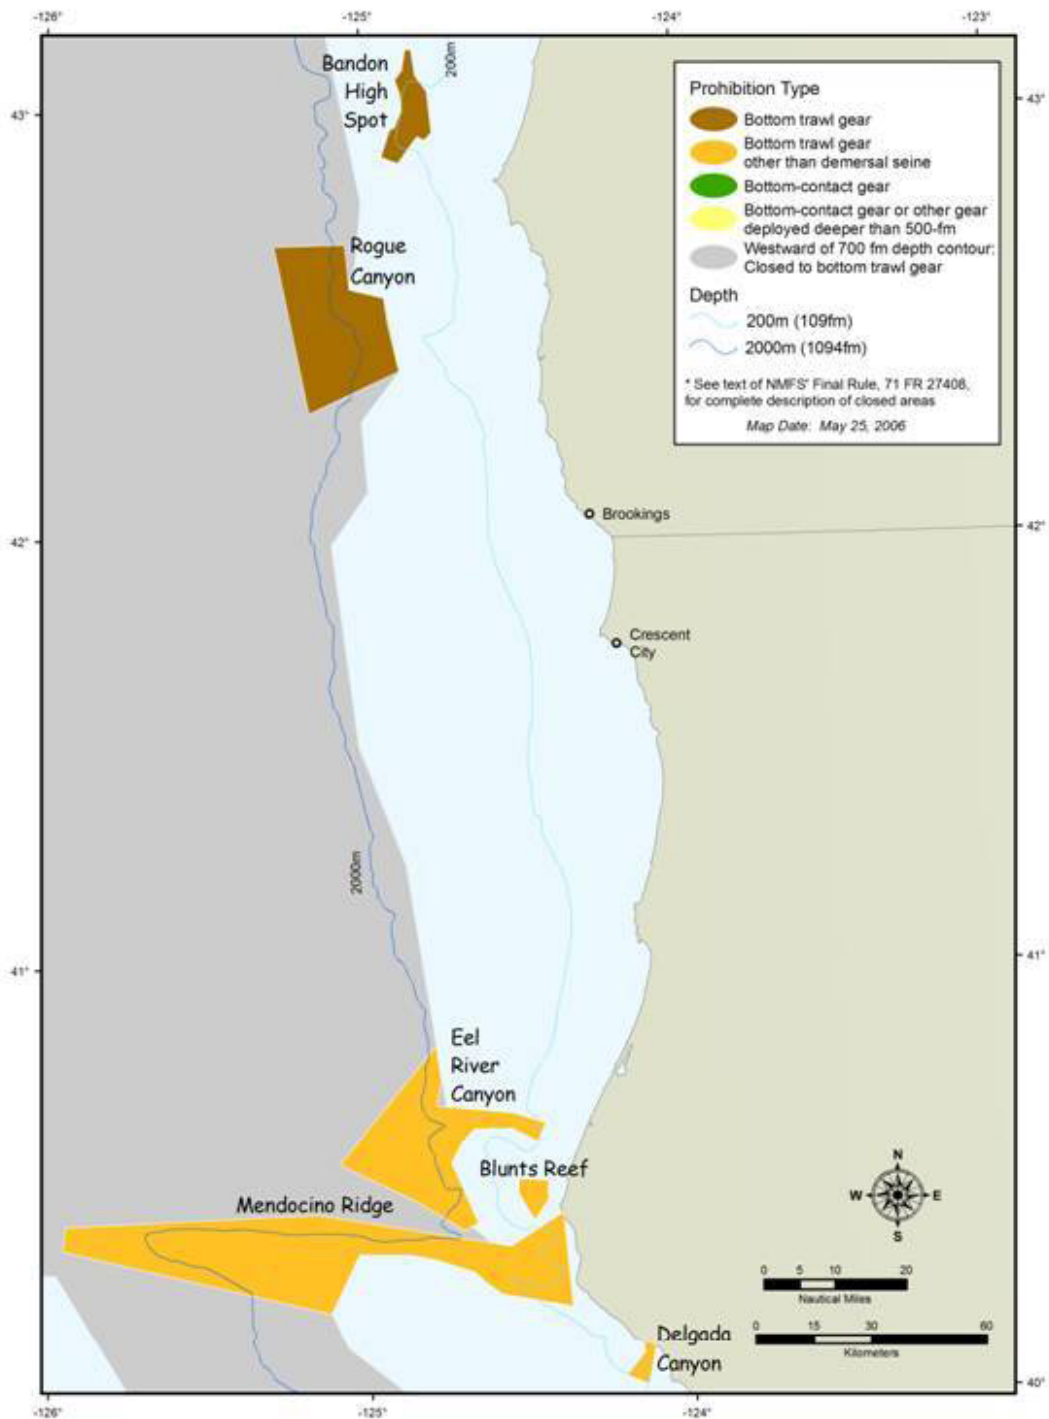 -126°
-125°
-124°
-123°
Bandon
High
Spot
200m
43°
43°
Prohibition Type
Bottom trawl gear
Bottom trawl gear
other than demersal seine
Bottom-contact gear
Bottom-contact gear or other gear
deployed deeper than 500-fm
Westward of 700 fm depth contour:
Closed to bottom trawl gear
Depth
200m (109fm)
2000m (1094fm)
* See text of NMFS' Final Rule, 71 FR 27408,
for complete description of closed areas
Map Date: May 25, 2006
Rogue
Canyon
Brookings
42°
42°
Crescent
City
2000m
41°
41°
Eel
River
Canyon
Blunts Reef
Mendocino Ridge
N
W
E
S
0 5 10 20
Nautical Miles
0 15 30 60
Kilometers
Delgada
Canyon
40°
40°
-126°
-125°
-124°